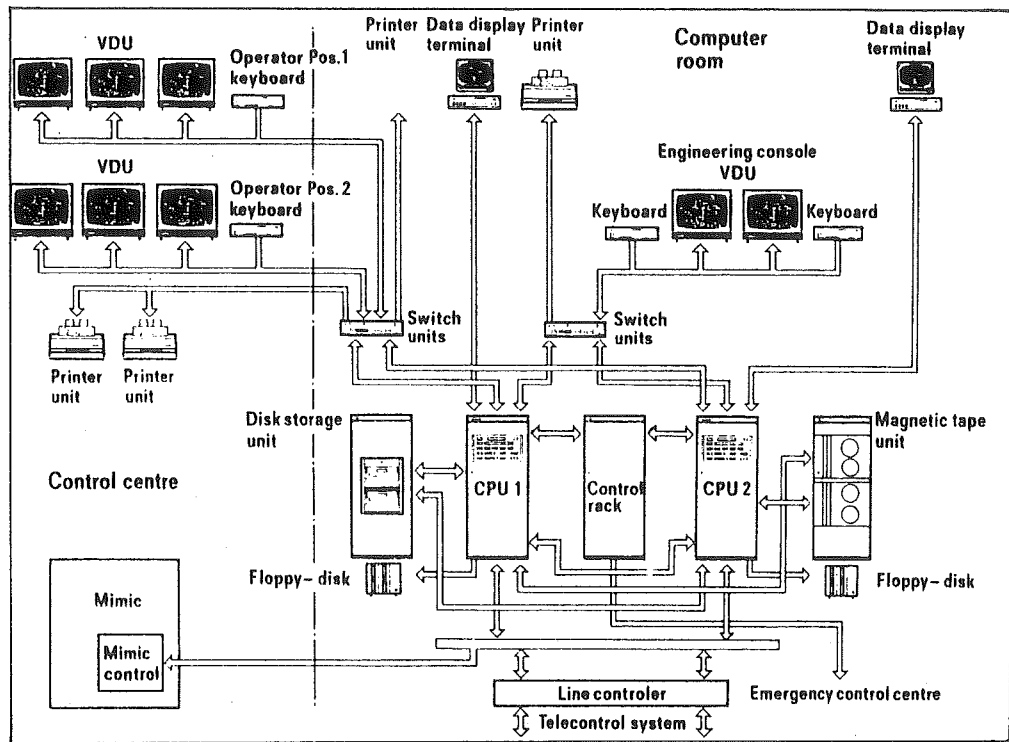 VDU
Operator Pos.1
keyboard
Printer
unit
Data display
terminal
Printer
unit
Computer
room
Data display
terminal
VDU
Operator Pos. 2
keyboard
Engineering console
VDU
Keyboard
Keyboard
Switch
units
Switch
units
Printer
unit
Printer
unit
Disk storage
unit
CPU 1
Control
rack
CPU 2
Magnetic tape
unit
Control centre
Floppy-disk
Floppy-disk
Mimic
Mimic
control
Line controler
Emergency control centre
Telecontrol system